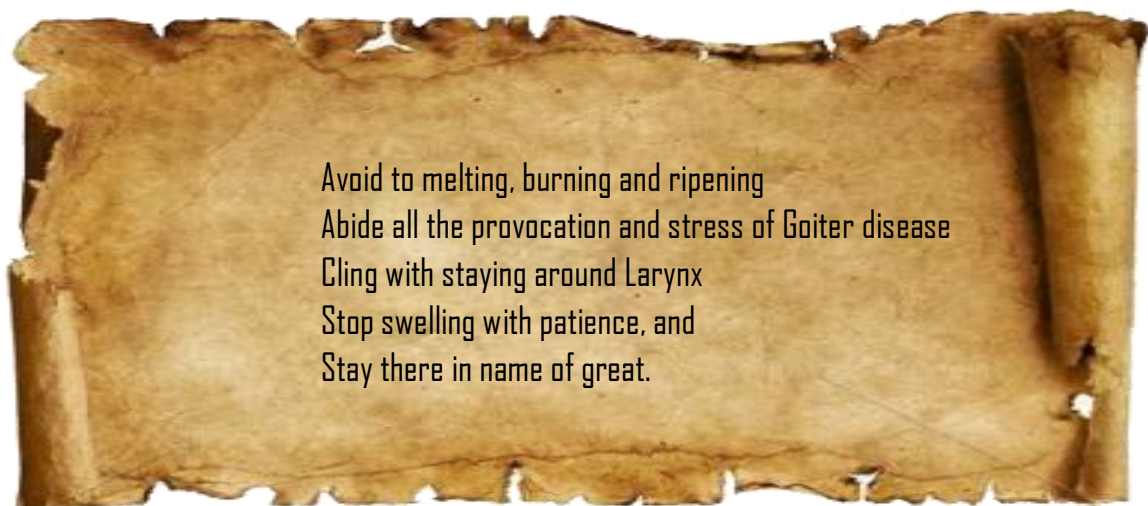 Avoid to melting, burning and ripening
Abide all the provocation and stress of Goiter disease
Cling with staying around Larynx
Stop swelling with patience, and
Stay there in name of great.